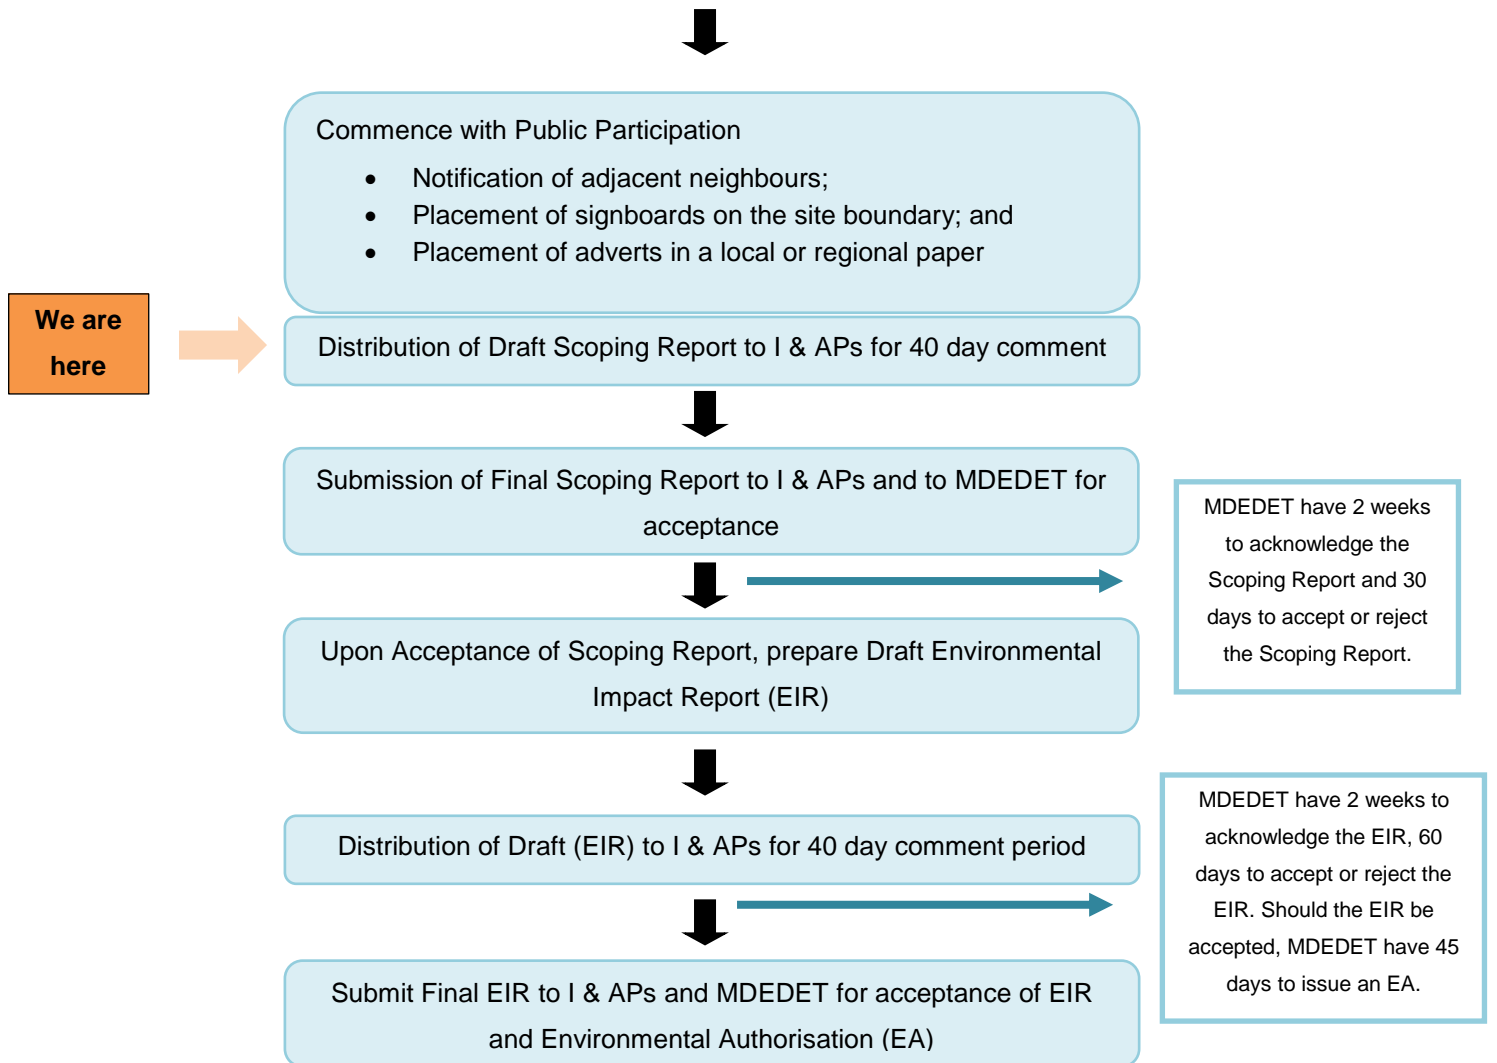 Commence with Public Participation
• Notification of adjacent neighbours;
• Placement of signboards on the site boundary; and
• Placement of adverts in a local or regional paper
We are
here
Distribution of Draft Scoping Report to I & APs for 40 day comment
Submission of Final Scoping Report to I & APs and to MDEDET for
acceptance
MDEDET have 2 weeks
to acknowledge the
Scoping Report and 30
days to accept or reject
the Scoping Report.
Upon Acceptance of Scoping Report, prepare Draft Environmental
Impact Report (EIR)
Distribution of Draft (EIR) to I & APs for 40 day comment period
MDEDET have 2 weeks to
acknowledge the EIR, 60
days to accept or reject the
EIR. Should the EIR be
accepted, MDEDET have 45
days to issue an EA.
Submit Final EIR to I & APs and MDEDET for acceptance of EIR
and Environmental Authorisation (EA)